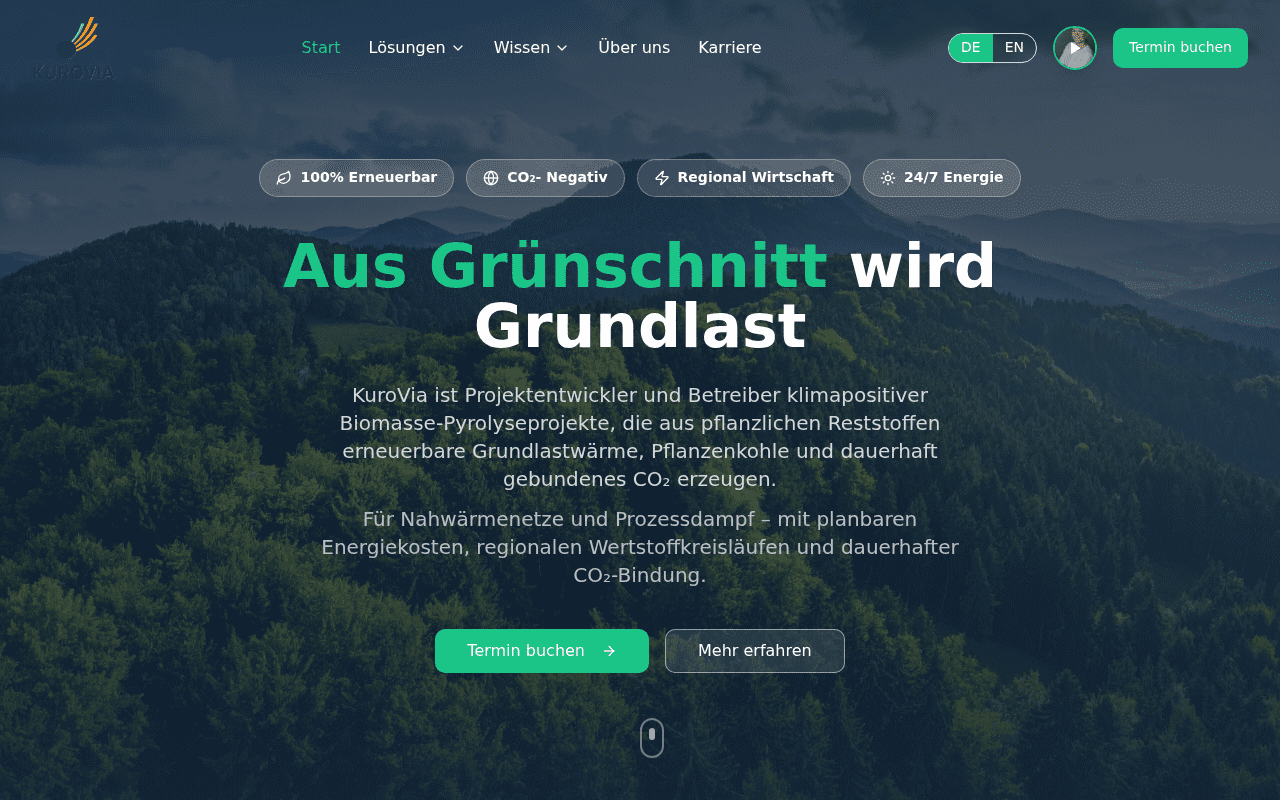 KUROVIA
Start
Lösungen
Wissen
Über uns
Karriere
DE
EN
Termin buchen
100% Erneuerbar
CO₂- Negativ
Regional Wirtschaft
24/7 Energie
Aus Grünschnitt wird
Grundlast
KuroVia ist Projektentwickler und Betreiber klimapositiver
Biomasse-Pyrolyseprojekte, die aus pflanzlichen Reststoffen
erneuerbare Grundlastwärme, Pflanzenkohle und dauerhaft
gebundenes CO₂ erzeugen.
Für Nahwärmenetze und Prozessdampf – mit planbaren
Energiekosten, regionalen Wertstoffkreisläufen und dauerhafter
CO₂-Bindung.
Termin buchen
Mehr erfahren